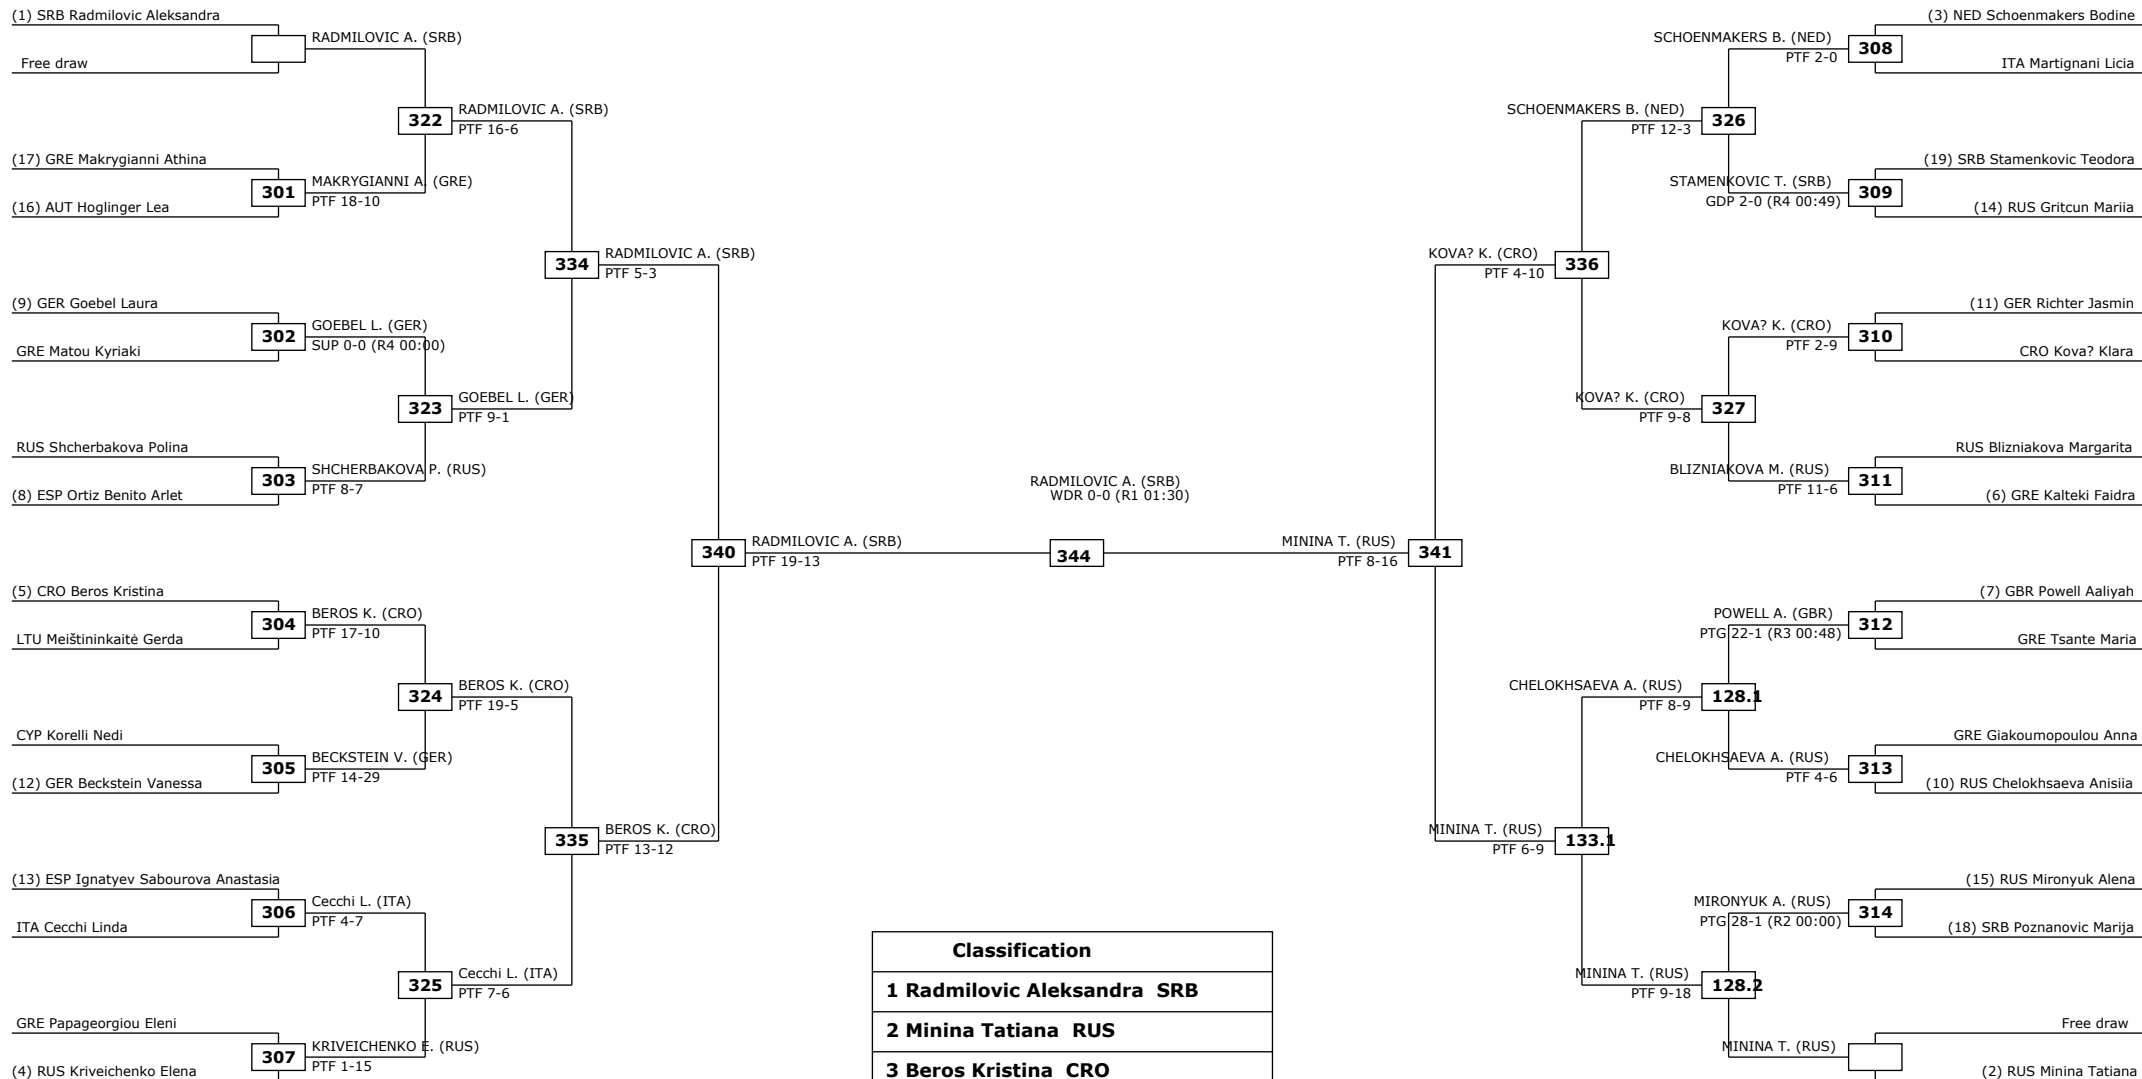 (1) SRB Radmilovic Aleksandra
RADMILOVIC A. (SRB)
Free draw
322
RADMILOVIC A. (SRB)
PTF 16-6
(17) GRE Makrygianni Athina
301
MAKRYGIANNI A. (GRE)
PTF 18-10
(16) AUT Hoglinger Lea
334
RADMILOVIC A. (SRB)
PTF 5-3
(9) GER Goebel Laura
302
GOEBEL L. (GER)
SUP 0-0 (R4 00:00)
GRE Matou Kyriaki
323
GOEBEL L. (GER)
PTF 9-1
RUS Shcherbakova Polina
303
SHCHERBAKOVA P. (RUS)
PTF 8-7
(8) ESP Ortiz Benito Arlet
340
RADMILOVIC A. (SRB)
PTF 19-13
(5) CRO Beros Kristina
304
BEROS K. (CRO)
PTF 17-10
LTU Meištininkaitė Gerda
324
BEROS K. (CRO)
PTF 19-5
CYP Korelli Nedi
305
BECKSTEIN V. (GER)
PTF 14-29
(12) GER Beckstein Vanessa
335
BEROS K. (CRO)
PTF 13-12
(13) ESP Ignatyev Sabourova Anastasia
306
Cecchi L. (ITA)
PTF 4-7
ITA Cecchi Linda
325
Cecchi L. (ITA)
PTF 7-6
GRE Papageorgiou Eleni
307
KRIVEICHENKO E. (RUS)
PTF 1-15
(4) RUS Kriveichenko Elena
RADMILOVIC A. (SRB)
WDR 0-0 (R1 01:30)
344
(3) NED Schoenmakers Bodine
SCHOENMAKERS B. (NED)
PTF 2-0
308
ITA Martignani Licia
SCHOENMAKERS B. (NED)
PTF 12-3
326
(19) SRB Stamenkovic Teodora
STAMENKOVIC T. (SRB)
GDP 2-0 (R4 00:49)
309
(14) RUS Gritcun Mariia
KOVA? K. (CRO)
PTF 4-10
336
(11) GER Richter Jasmin
KOVA? K. (CRO)
PTF 2-9
310
CRO Kova? Klara
KOVA? K. (CRO)
PTF 9-8
327
RUS Blizniakova Margarita
BLIZNIAKOVA M. (RUS)
PTF 11-6
311
(6) GRE Kalteki Faidra
MININA T. (RUS)
PTF 8-16
341
(7) GBR Powell Aaliyah
POWELL A. (GBR)
PTG 22-1 (R3 00:48)
312
GRE Tsante Maria
CHELOKHSAEVA A. (RUS)
PTF 8-9
128.1
GRE Giakoumopoulou Anna
CHELOKHSAEVA A. (RUS)
PTF 4-6
313
(10) RUS Chelokhsaeva Anisiia
MININA T. (RUS)
PTF 6-9
133.1
(15) RUS Mironyuk Alena
MIRONYUK A. (RUS)
PTG 28-1 (R2 00:00)
314
(18) SRB Poznanovic Marija
MININA T. (RUS)
PTF 9-18
128.2
Free draw
MININA T. (RUS)
(2) RUS Minina Tatiana
Classification
1 Radmilovic Aleksandra SRB
2 Minina Tatiana RUS
3 Beros Kristina CRO